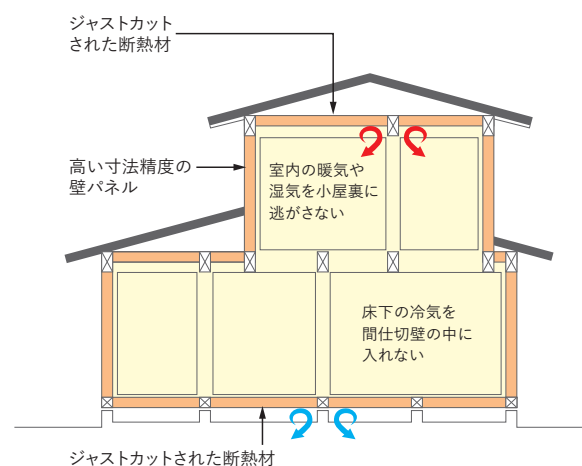 ジャストカット
された断熱材
高い寸法精度の
壁パネル
室内の暖気や
湿気を小屋裏に
逃がさない
床下の冷気を
間仕切壁の中に
入れない
ジャストカットされた断熱材